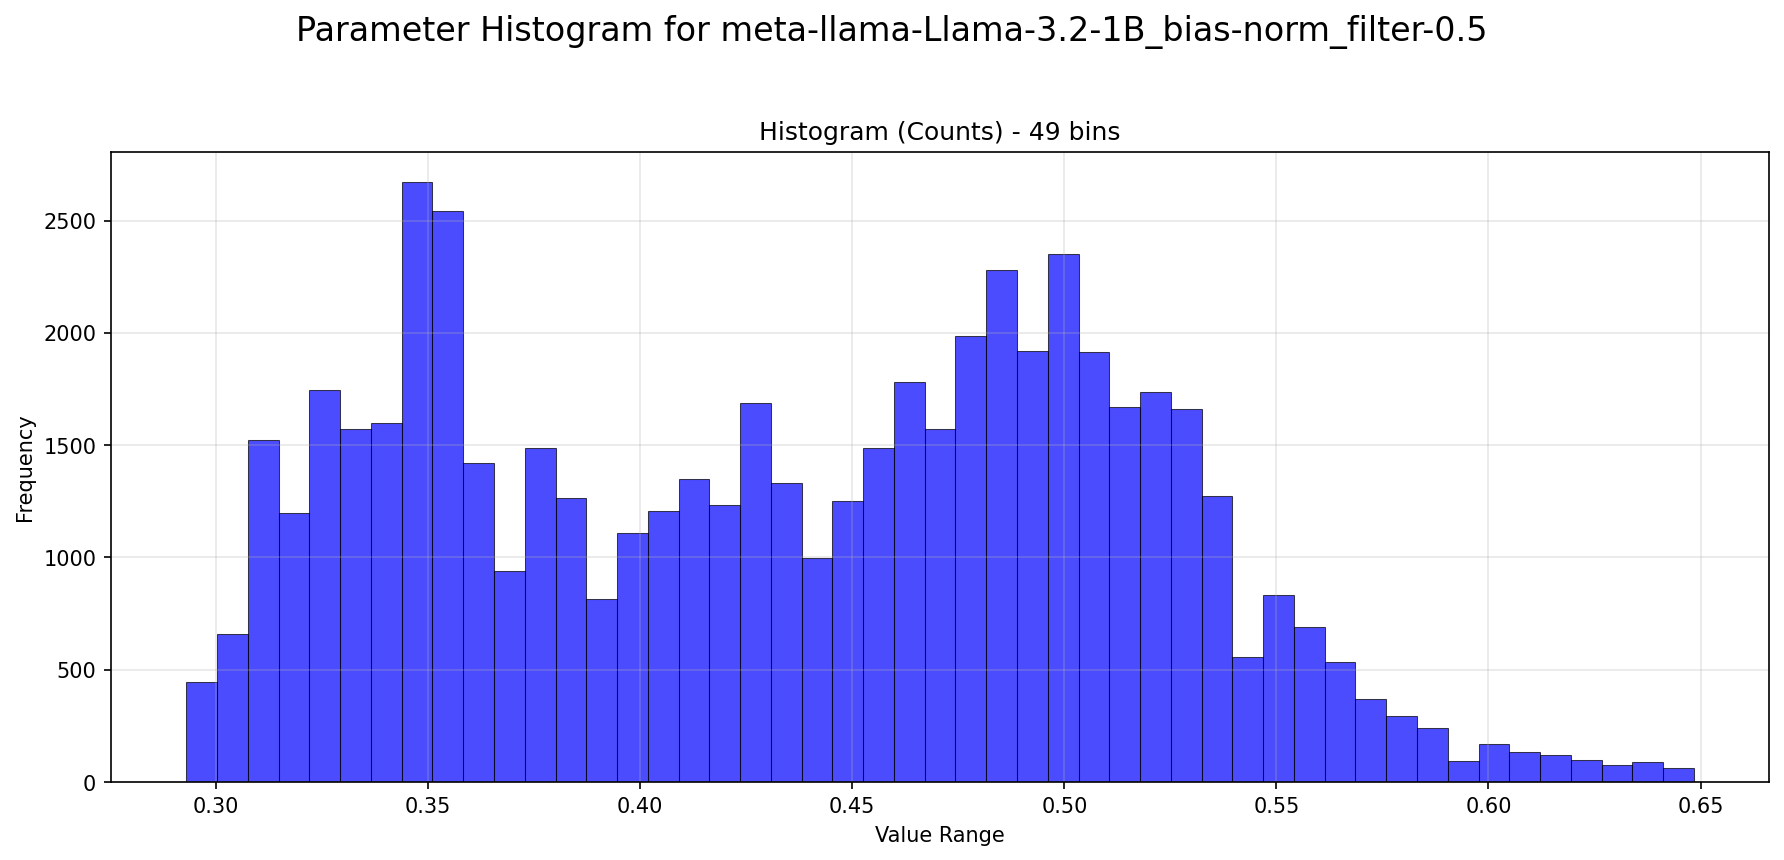 Parameter Histogram for meta-llama-Llama-3.2-1B_bias-norm_filter-0.5
Histogram (Counts) - 49 bins
Frequency
2500
2000
1500
1000
500
0
0.30 0.35 0.40 0.45 0.50 0.55 0.60 0.65
Value Range